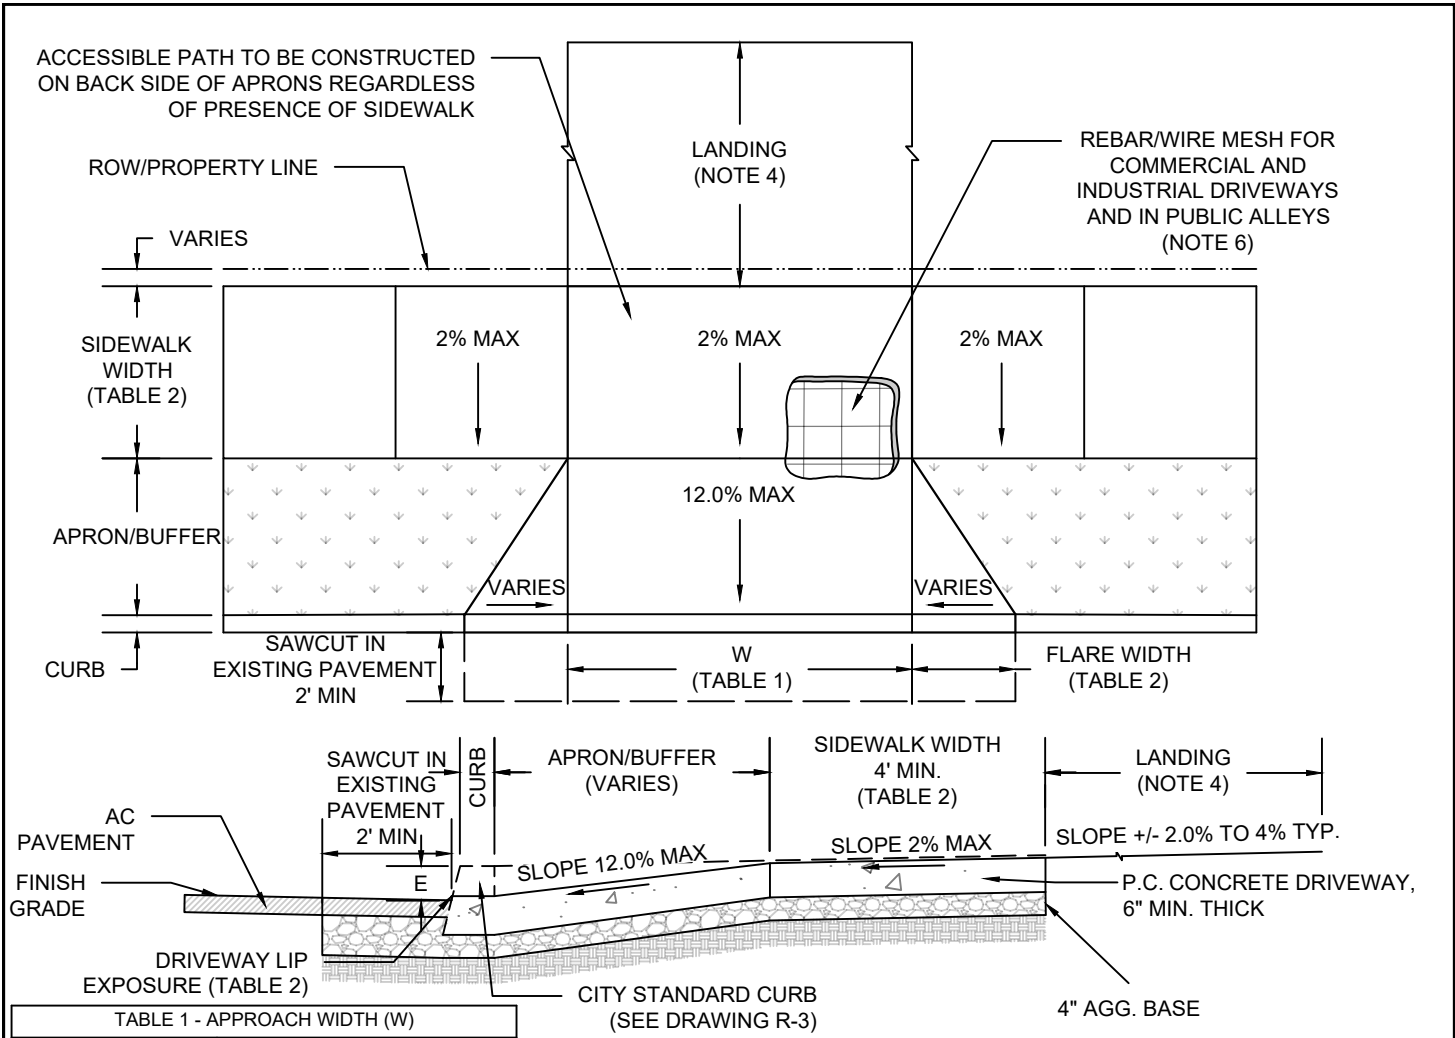 ACCESSIBLE PATH TO BE CONSTRUCTED
ON BACK SIDE OF APRONS REGARDLESS
OF PRESENCE OF SIDEWALK
LANDING
(NOTE 4)
REBAR/WIRE MESH FOR
COMMERCIAL AND
INDUSTRIAL DRIVEWAYS
AND IN PUBLIC ALLEYS
(NOTE 6)
ROW/PROPERTY LINE
VARIES
SIDEWALK
WIDTH
(TABLE 2)
2% MAX
2% MAX
2% MAX
12.0% MAX
APRON/BUFFER
VARIES
VARIES
CURB
SAWCUT IN
EXISTING PAVEMENT
2' MIN
W
(TABLE 1)
FLARE WIDTH
(TABLE 2)
SAWCUT IN
EXISTING
PAVEMENT
2' MIN
CURB
APRON/BUFFER
(VARIES)
SIDEWALK WIDTH
4' MIN.
(TABLE 2)
LANDING
(NOTE 4)
AC
PAVEMENT
FINISH
GRADE
E
SLOPE 12.0% MAX
SLOPE 2% MAX
SLOPE +/- 2.0% TO 4% TYP.
P.C. CONCRETE DRIVEWAY,
6" MIN. THICK
DRIVEWAY LIP
EXPOSURE (TABLE 2)
CITY STANDARD CURB
(SEE DRAWING R-3)
4" AGG. BASE
TABLE 1 - APPROACH WIDTH (W)